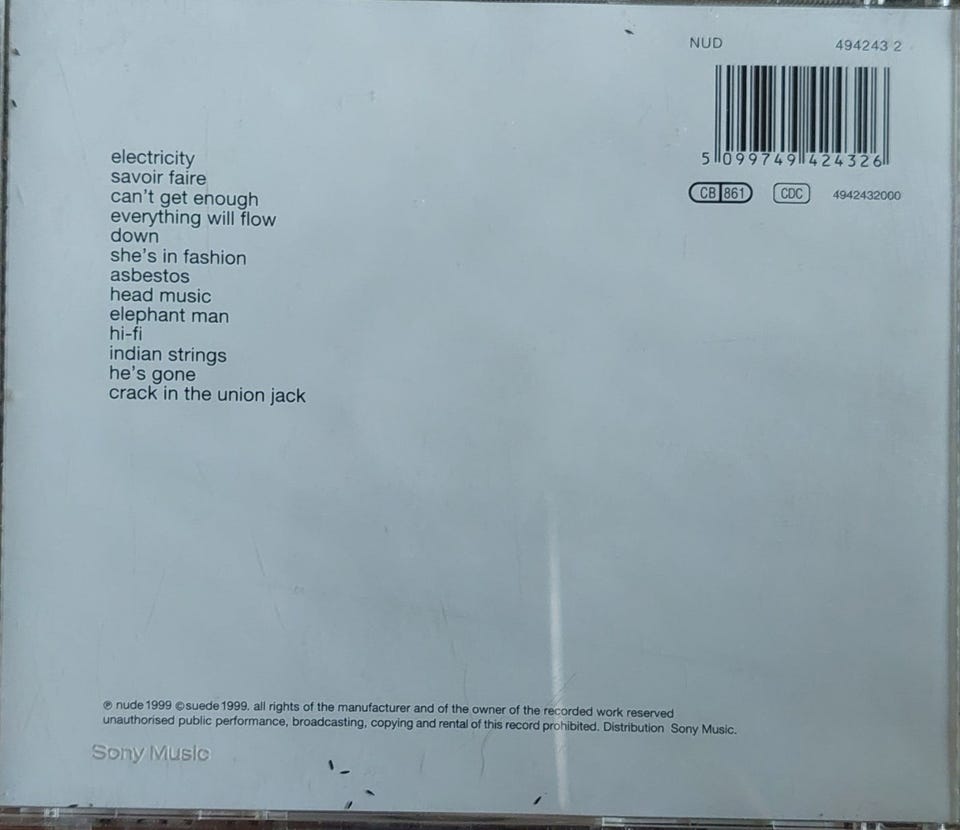 NUD 494243 2
5 099749 424326
CB 861 CDC 4942432000
electricity
savoir faire
can't get enough
everything will flow
down
she's in fashion
asbestos
head music
elephant man
hi-fi
indian strings
he's gone
crack in the union jack
℗ nude 1999 ©suede 1999. all rights of the manufacturer and of the owner of the recorded work reserved
unauthorised public performance, broadcasting, copying and rental of this record prohibited. Distribution Sony Music.
Sony Music